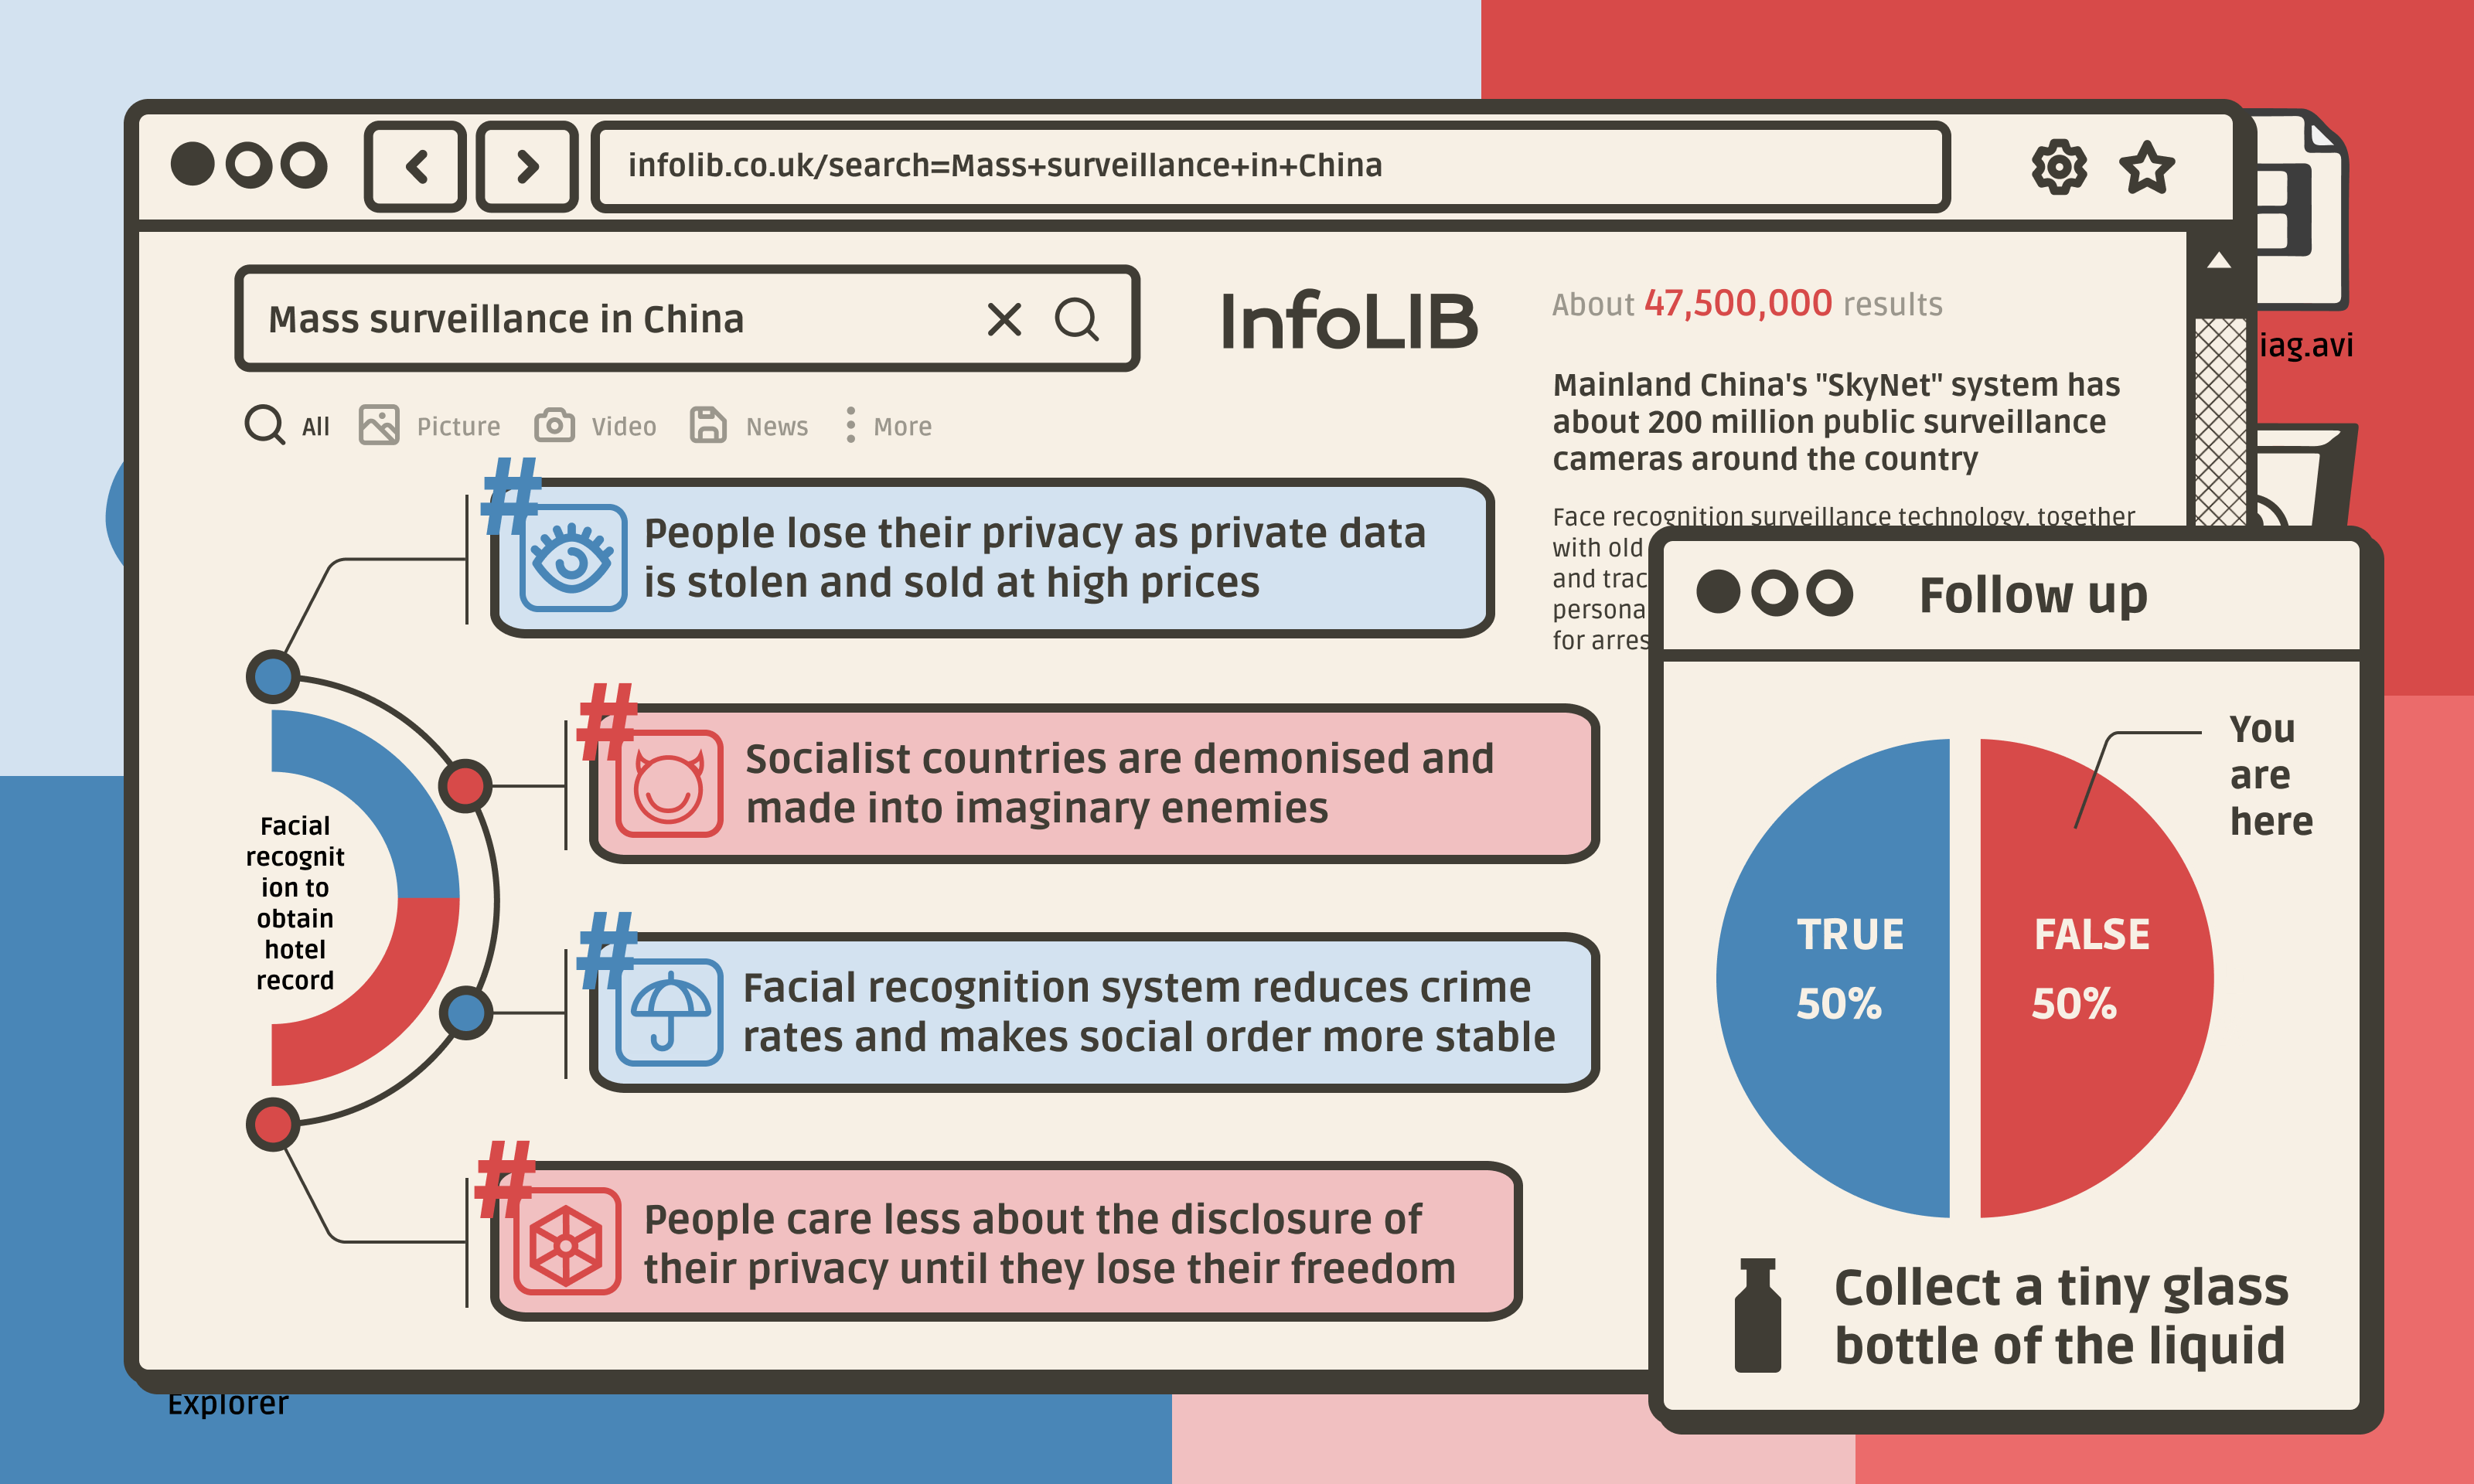 infolib.co.uk/search=Mass+surveillance+in+China
Mass surveillance in China
InfoLIB
About 47,500,000 results
All
Picture
Video
News
More
Mainland China's "SkyNet" system has
about 200 million public surveillance
cameras around the country
Face recognition surveillance technology, together
with old
and trac
persona
for arres
iag.avi
#
People lose their privacy as private data
is stolen and sold at high prices
#
Socialist countries are demonised and
made into imaginary enemies
Facial
recognit
ion to
obtain
hotel
record
#
Facial recognition system reduces crime
rates and makes social order more stable
#
People care less about the disclosure of
their privacy until they lose their freedom
Follow up
You
are
here
TRUE
50%
FALSE
50%
Collect a tiny glass
bottle of the liquid
Explorer